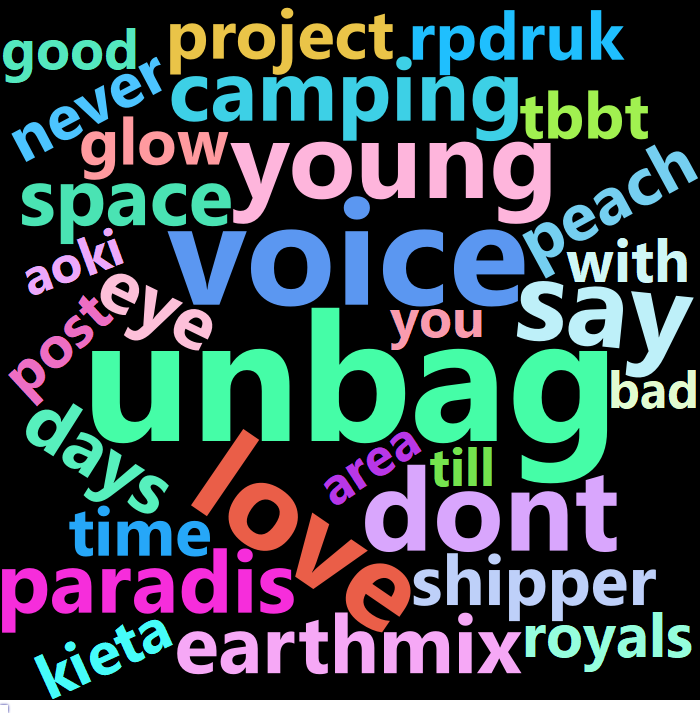 good
project
rpdruk
never
camping
tbbt
glow
young
peach
space
voice
aoki
with
eye
say
post
you
unbag
bad
days
love
area
till
dont
time
paradis
shipper
kieta
earthmix
royals